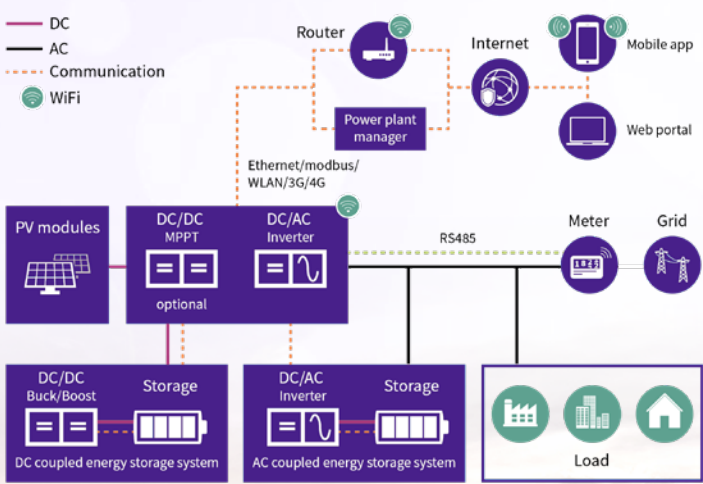 DC
AC
Communication
WiFi
Router
Internet
Mobile app
Power plant
manager
Web portal
Ethernet/modbus/
WLAN/3G/4G
PV modules
DC/DC
MPPT
optional
DC/AC
Inverter
RS485
Meter
Grid
DC/DC
Buck/Boost
Storage
DC coupled energy storage system
DC/AC
Inverter
Storage
AC coupled energy storage system
Load